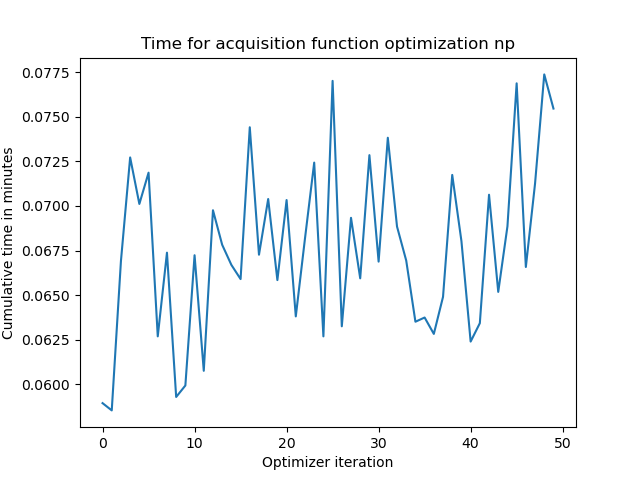 Time for acquisition function optimization np
Cumulative time in minutes
0.0775
0.0750
0.0725
0.0700
0.0675
0.0650
0.0625
0.0600
0 10 20 30 40 50
Optimizer iteration